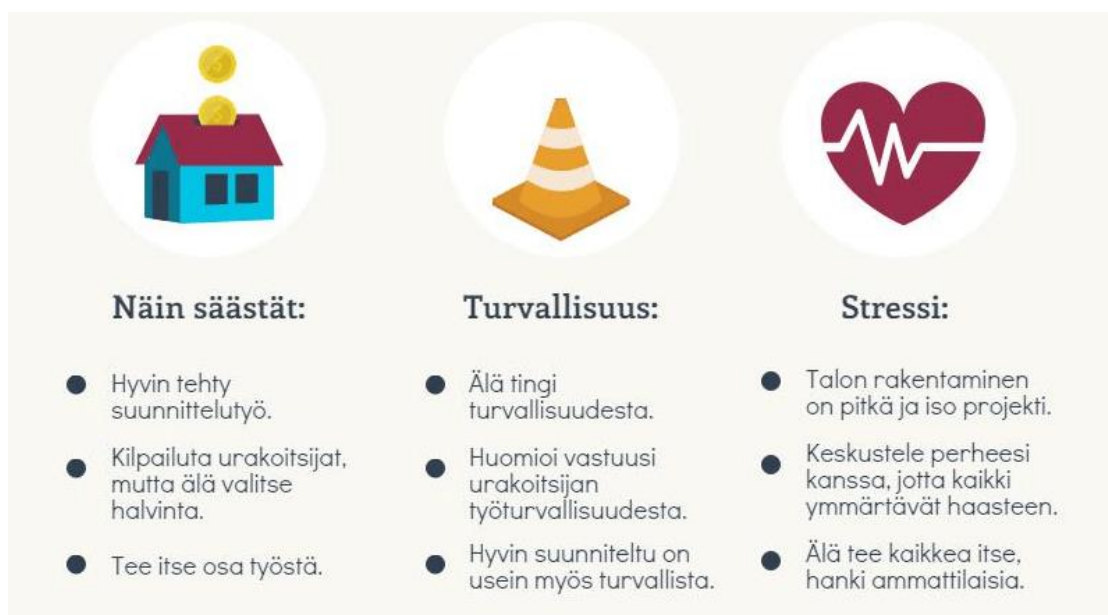 Näin säästät:
Hyvin tehty
suunnittelutyö.
Kilpailuta urakoitsijat,
mutta älä valitse
halvinta.
Tee itse osa työstä.
Turvallisuus:
Älä tingi
turvallisuudesta.
Huomioi vastuusi
urakoitsijan
työturvallisuudesta.
Hyvin suunniteltu on
usein myös turvallista.
Stressi:
Talon rakentaminen
on pitkä ja iso projekti.
Keskustele perheesi
kanssa, jotta kaikki
ymmärtävät haasteen.
Älä tee kaikkea itse,
hanki ammattilaisia.